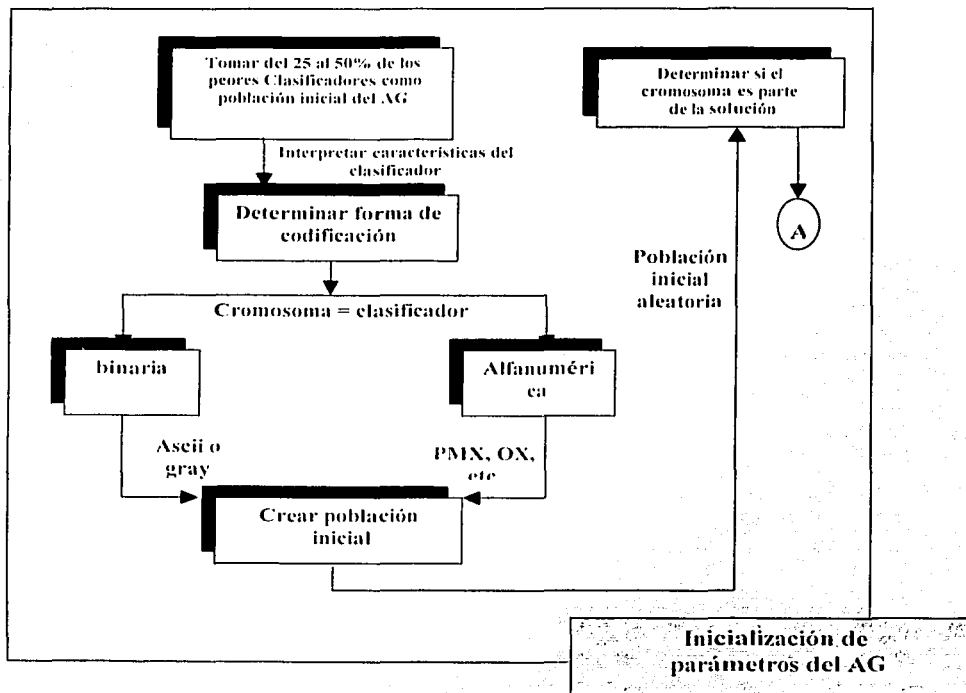 Tomar del 25 al 50% de los
peores Clasificadores como
población inicial del AG
Interpretar características del
clasificador
Determinar forma de
codificación
Cromosoma = clasificador
binaria
Alfanuméri
ca
Ascii o
gray
PMX, OX,
etc
Crear población
inicial
Población
inicial
aleatoria
Determinar si el
cromosoma es parte
de la solución
A
Inicialización de
parámetros del AG